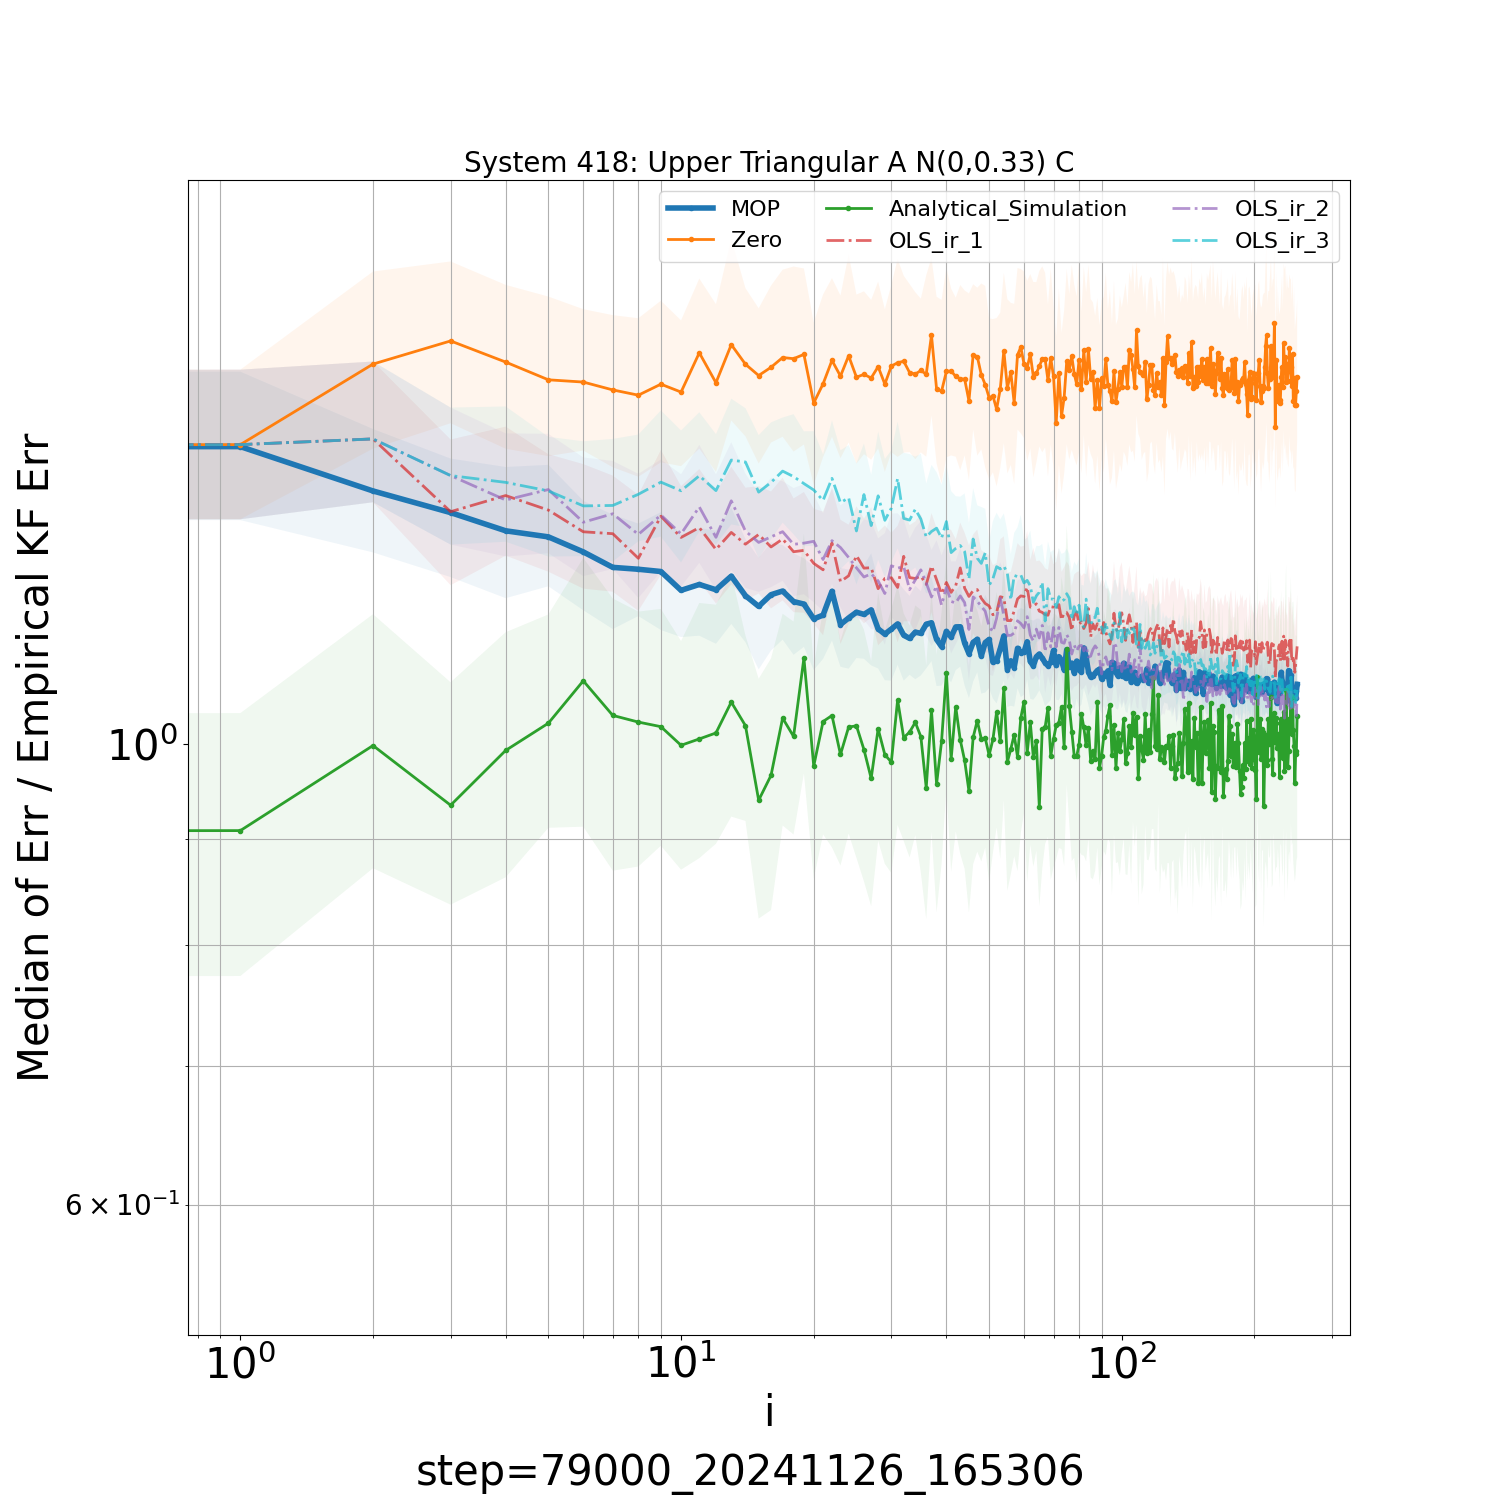 System 418: Upper Triangular A N(0,0.33) C
MOP
Zero
Analytical_Simulation
OLS_ir_1
OLS_ir_2
OLS_ir_3
Median of Err / Empirical KF Err
10⁰
6 × 10⁻¹
10⁰
10¹
10²
i
step=79000_20241126_165306